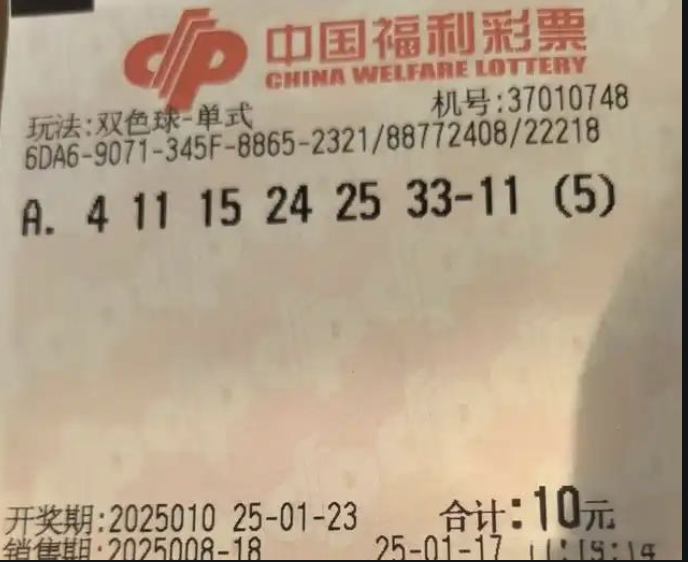 中国福利彩票
CHINA WELFARE LOTTERY
玩法:双色球-单式 机号:37010748
6DA6-9071-345F-8865-2321/88772408/22218
A. 4 11 15 24 25 33-11 (5)
开奖期:2025010 25-01-23 合计:10元
销售期:2025008-18 25-01-17